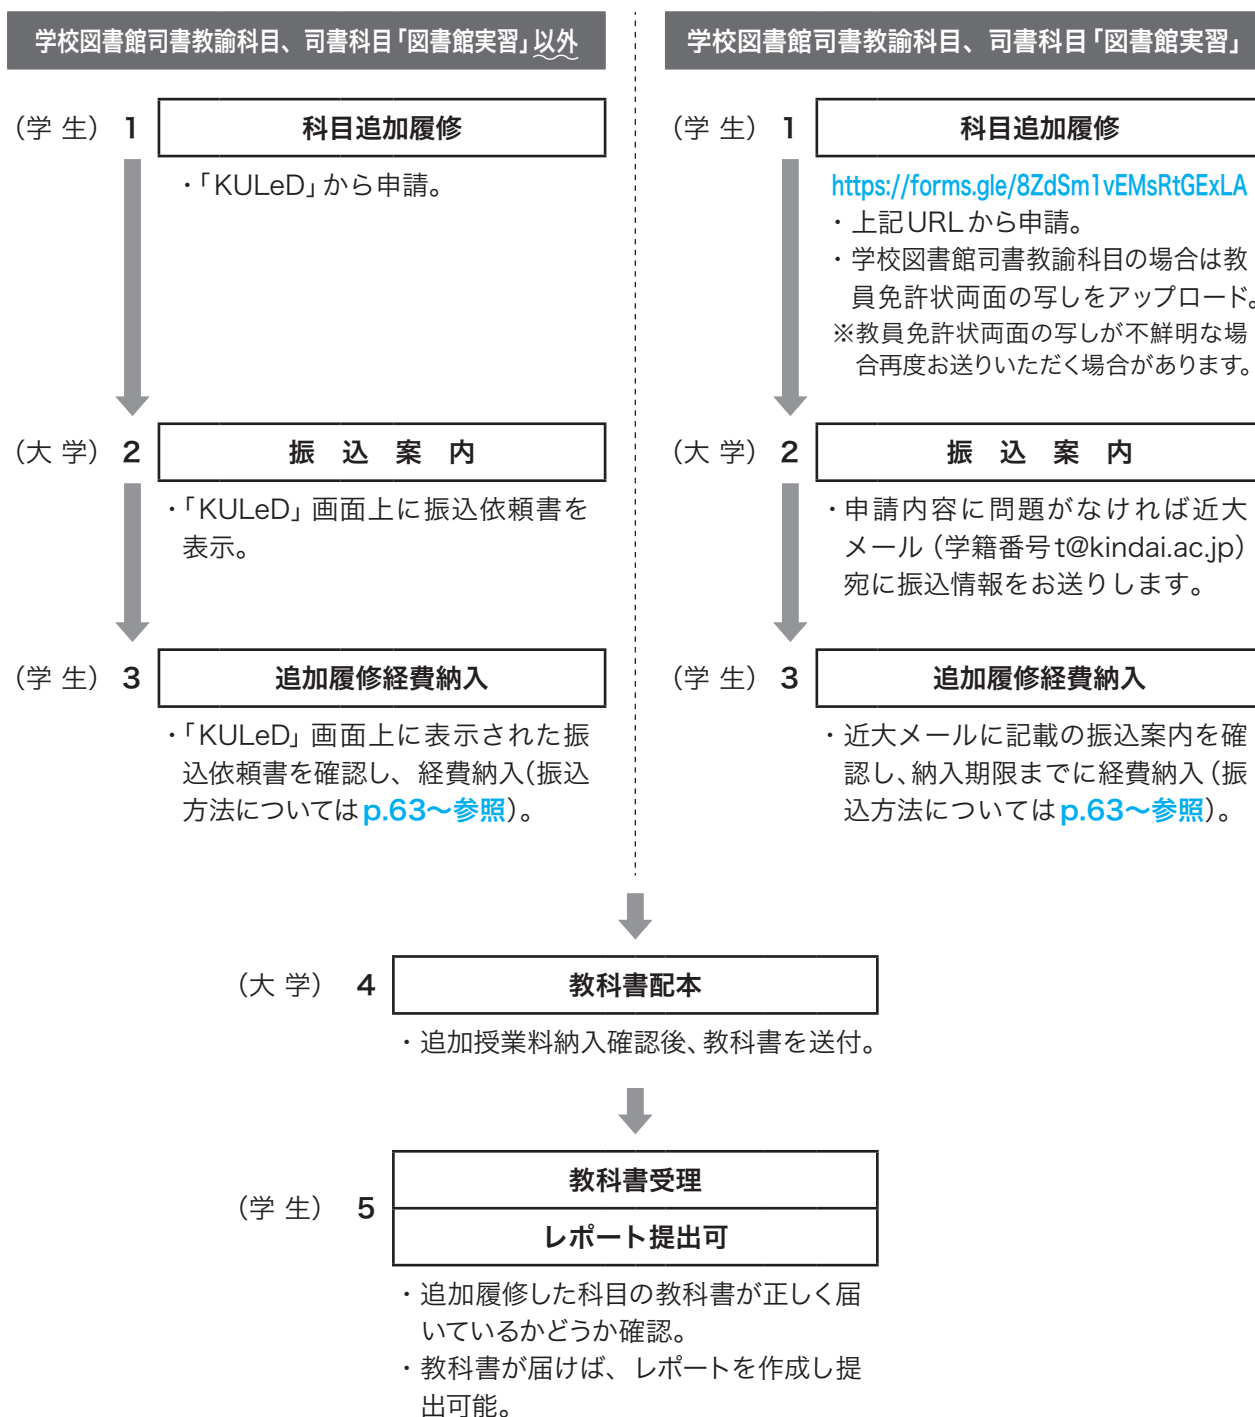 学校図書館司書教諭科目、司書科目「図書館実習」以外
(学 生) 1 科目追加履修
・「KULeD」から申請。
(大 学) 2 振 込 案 内
・「KULeD」画面上に振込依頼書を
表示。
(学 生) 3 追加履修経費納入
・「KULeD」画面上に表示された振
込依頼書を確認し、経費納入(振込
方法についてはp.63〜参照)。
学校図書館司書教諭科目、司書科目「図書館実習」
(学 生) 1 科目追加履修
https://forms.gle/8ZdSm1vEMsRtGExLA
・上記URLから申請。
・学校図書館司書教諭科目の場合は教
員免許状両面の写しをアップロード。
※教員免許状両面の写しが不鮮明な場
合再度お送りいただく場合があります。
(大 学) 2 振 込 案 内
・申請内容に問題がなければ近大
メール(学籍番号t@kindai.ac.jp)
宛に振込情報をお送りします。
(学 生) 3 追加履修経費納入
・近大メールに記載の振込案内を確
認し、納入期限までに経費納入(振
込方法についてはp.63〜参照)。
(大 学) 4 教科書配本
・追加授業料納入確認後、教科書を送付。
(学 生) 5 教科書受理
レポート提出可
・追加履修した科目の教科書が正しく届
いているかどうか確認。
・教科書が届けば、レポートを作成し提
出可能。